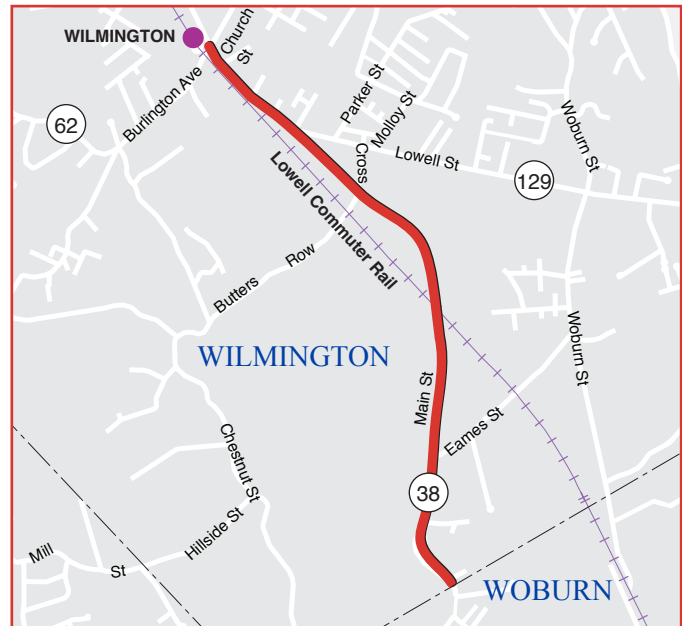 WILMINGTON
Church
St
Burlington Ave
62
Parker St
Molloy St
Woburn St
Cross
Lowell St
129
Lowell Commuter Rail
Butters
Row
WILMINGTON
Woburn St
Main St
Eames St
Chestnut St
38
Hillside St
Mill
St
WOBURN